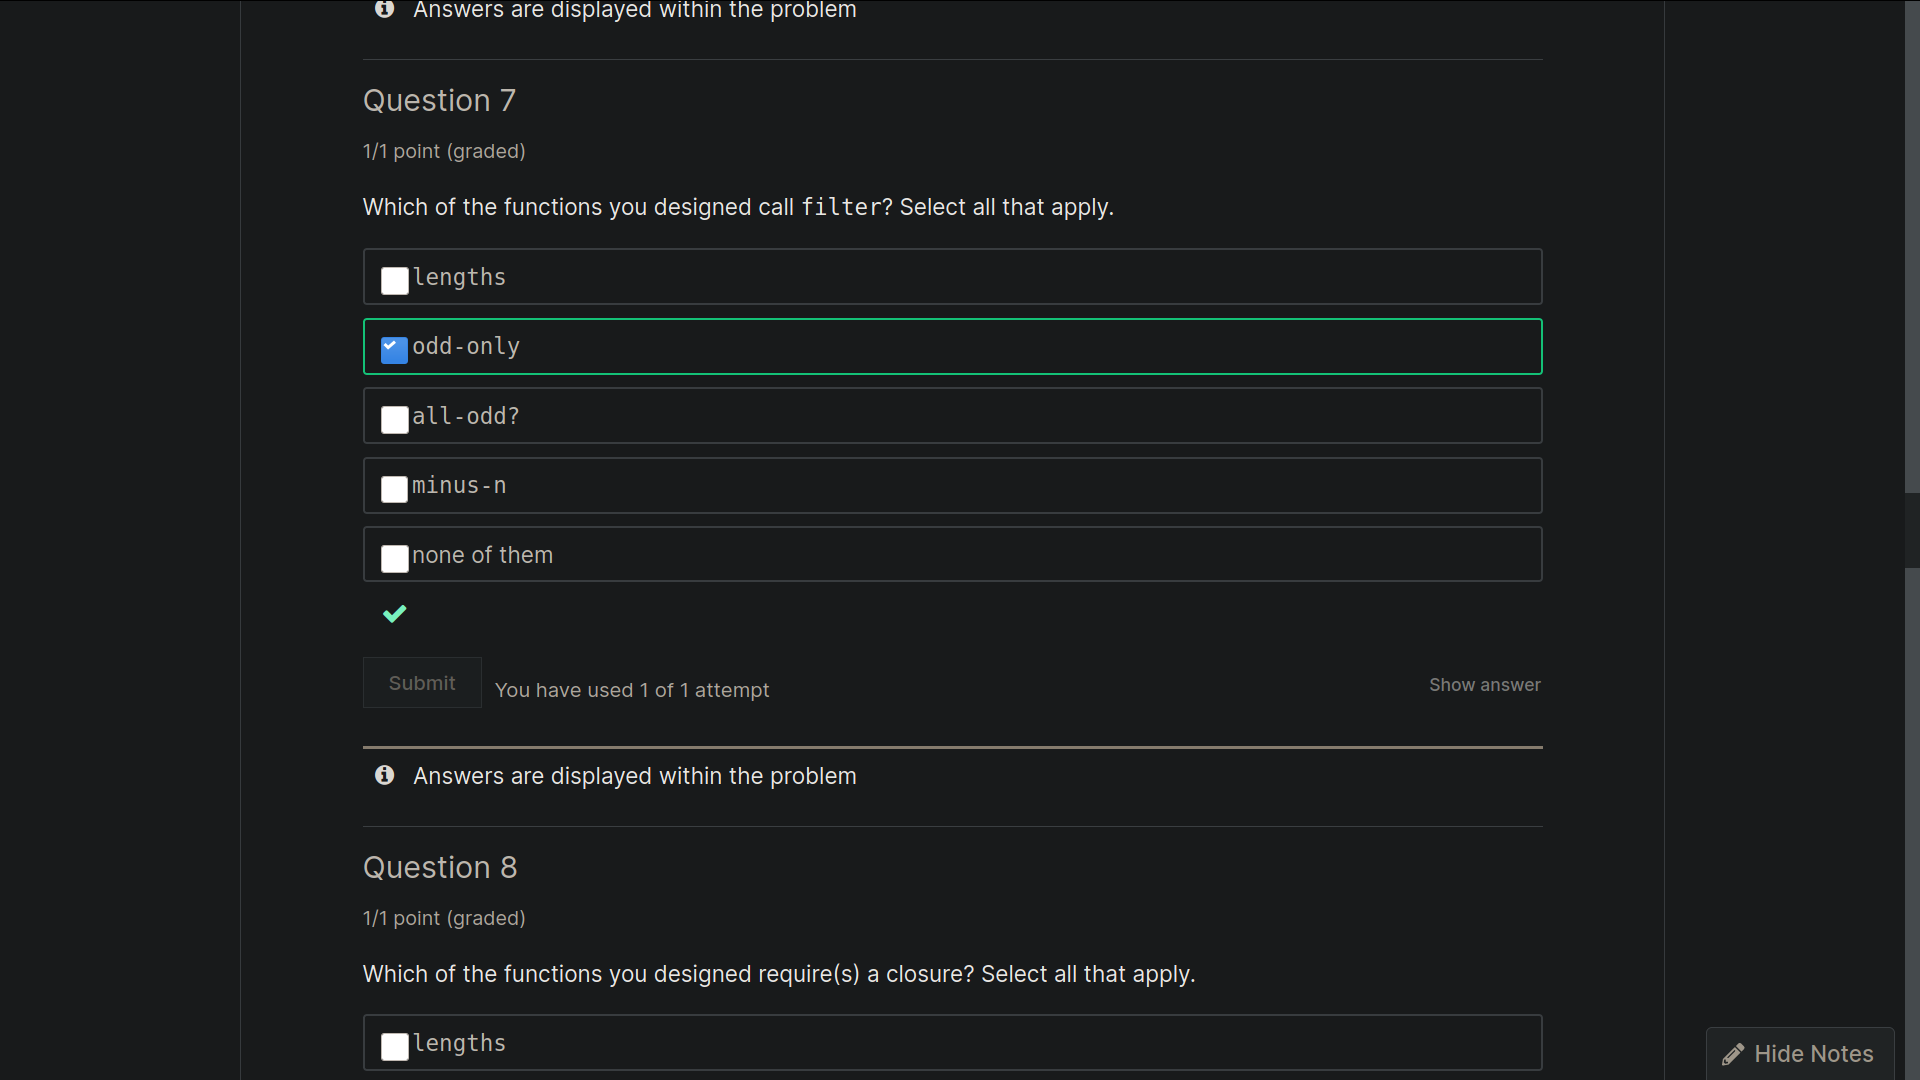 Answers are displayed within the problem
Question 7
1/1 point (graded)
Which of the functions you designed call filter? Select all that apply.
lengths
odd-only
all-odd?
minus-n
none of them
Submit
You have used 1 of 1 attempt
Show answer
Answers are displayed within the problem
Question 8
1/1 point (graded)
Which of the functions you designed require(s) a closure? Select all that apply.
lengths
Hide Notes